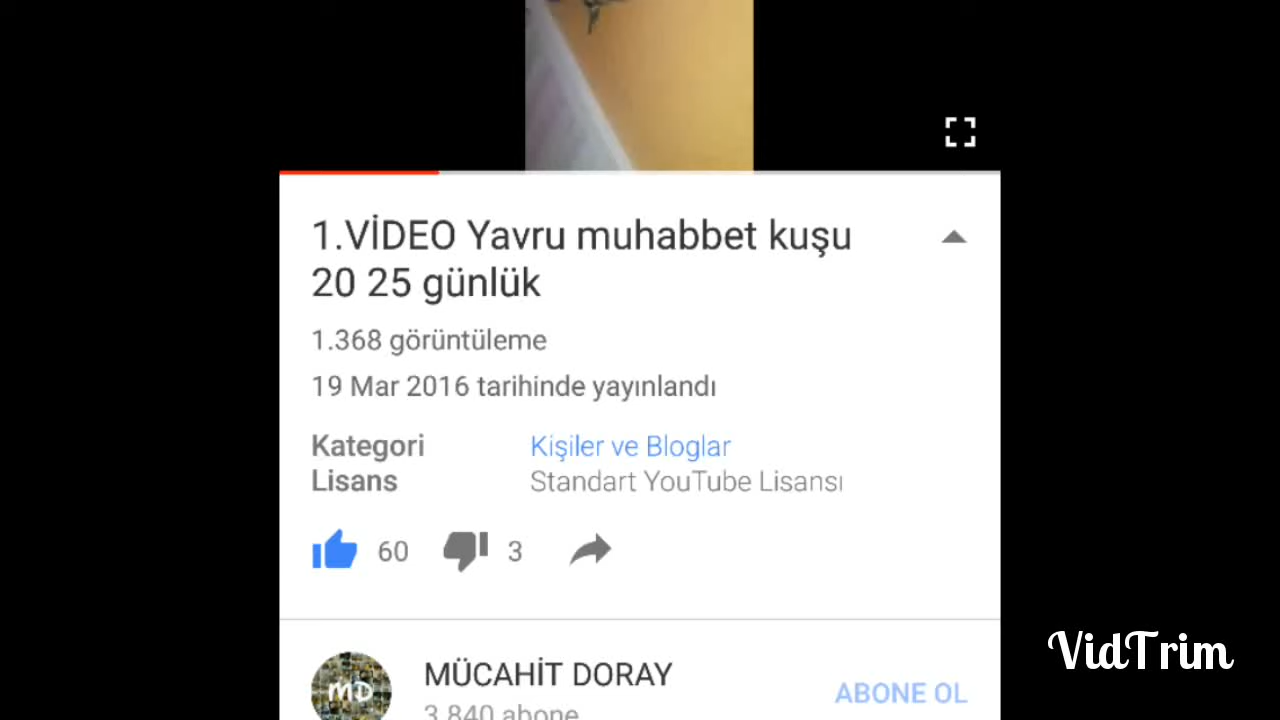 1.VİDEO Yavru muhabbet kuşu
20 25 günlük
1.368 görüntüleme
19 Mar 2016 tarihinde yayınlandı
Kategori Kişiler ve Bloglar
Lisans Standart YouTube Lisansı
60 3
MD
MÜCAHİT DORAY
ABONE OL
3.840 abone
VidTrim